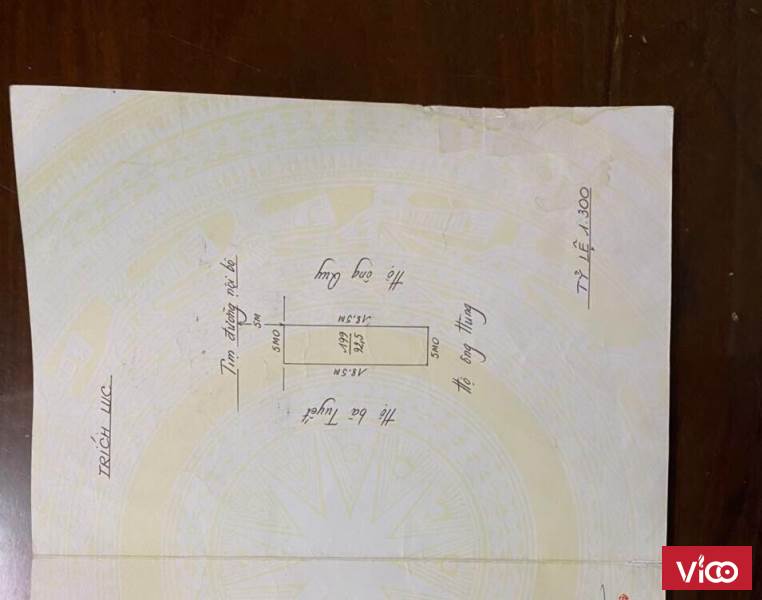 TRÍCH LỤC
TỶ LỆ 1.300
Tim đường nội bộ
5M
5M0
18.5M
199
92,5
18.5M
5M0
Hộ ông Quy
Hộ bà Tuyết
Hộ ông Hùng
Vico